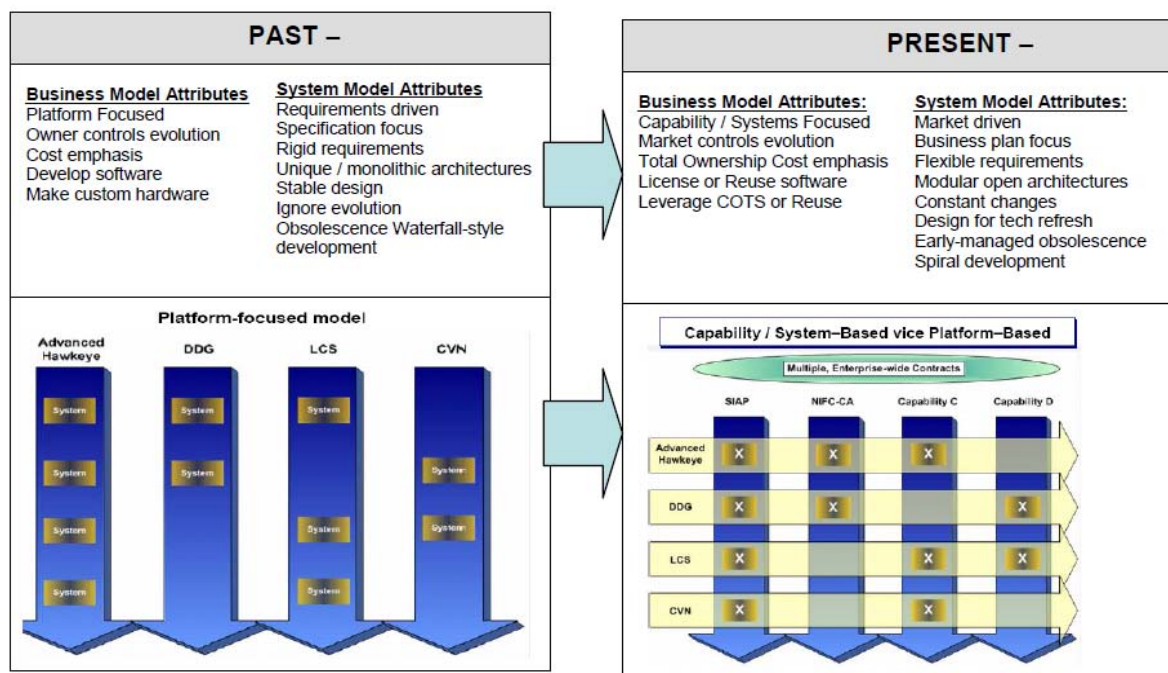 PAST –
Business Model Attributes
Platform Focused
Owner controls evolution
Cost emphasis
Develop software
Make custom hardware
System Model Attributes
Requirements driven
Specification focus
Rigid requirements
Unique / monolithic architectures
Stable design
Ignore evolution
Obsolescence Waterfall-style
development
Platform-focused model
Advanced
Hawkeye
DDG
LCS
CVN
System
System
System
System
System
System
System
System
System
System
System
PRESENT –
Business Model Attributes:
Capability / Systems Focused
Market controls evolution
Total Ownership Cost emphasis
License or Reuse software
Leverage COTS or Reuse
System Model Attributes:
Market driven
Business plan focus
Flexible requirements
Modular open architectures
Constant changes
Design for tech refresh
Early-managed obsolescence
Spiral development
Capability / System–Based vice Platform–Based
Multiple, Enterprise-wide Contracts
SIAP
NIFC-CA
Capability C
Capability D
Advanced
Hawkeye
X X X
DDG
X X X
LCS
X X X
CVN
X X